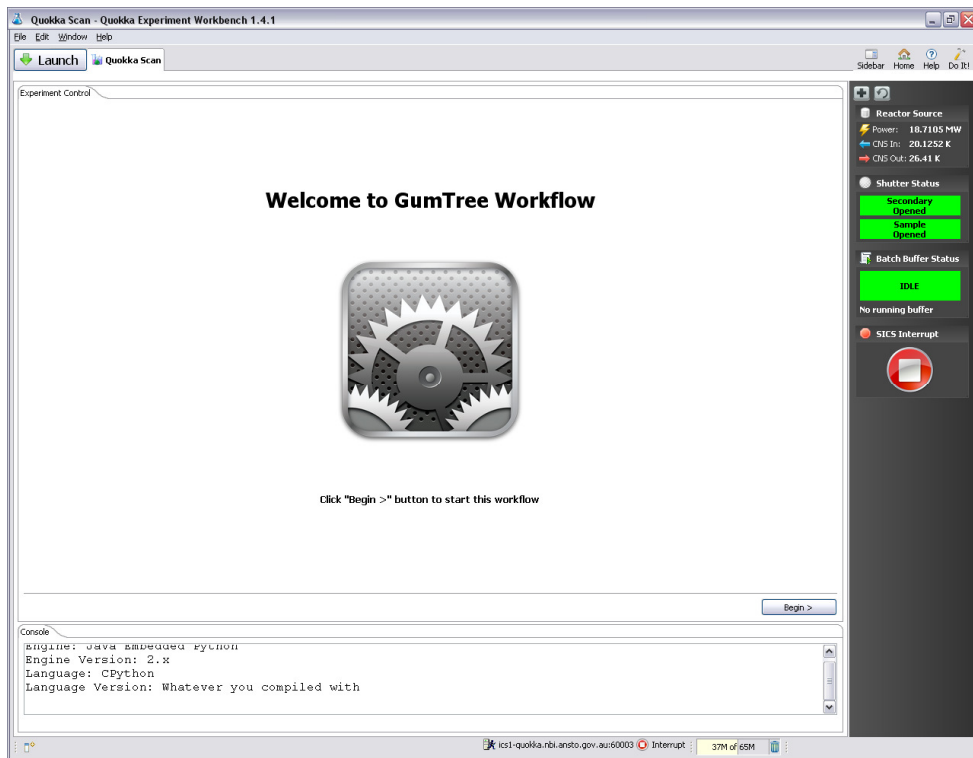 Quokka Scan - Quokka Experiment Workbench 1.4.1
File Edit Window Help
Launch Quokka Scan
Sidebar Home Help Do It!
Experiment Control
Welcome to GumTree Workflow
Click "Begin >" button to start this workflow
Begin >
Console
Engine: Java Embedded Python
Engine Version: 2.x
Language: CPython
Language Version: Whatever you compiled with
Reactor Source
Power: 18.7105 MW
CNS In: 20.1252 K
CNS Out: 26.41 K
Shutter Status
Secondary
Opened
Sample
Opened
Batch Buffer Status
IDLE
No running buffer
SICS Interrupt
ics1-quokka.nbi.ansto.gov.au:60003 Interrupt 37M of 65M